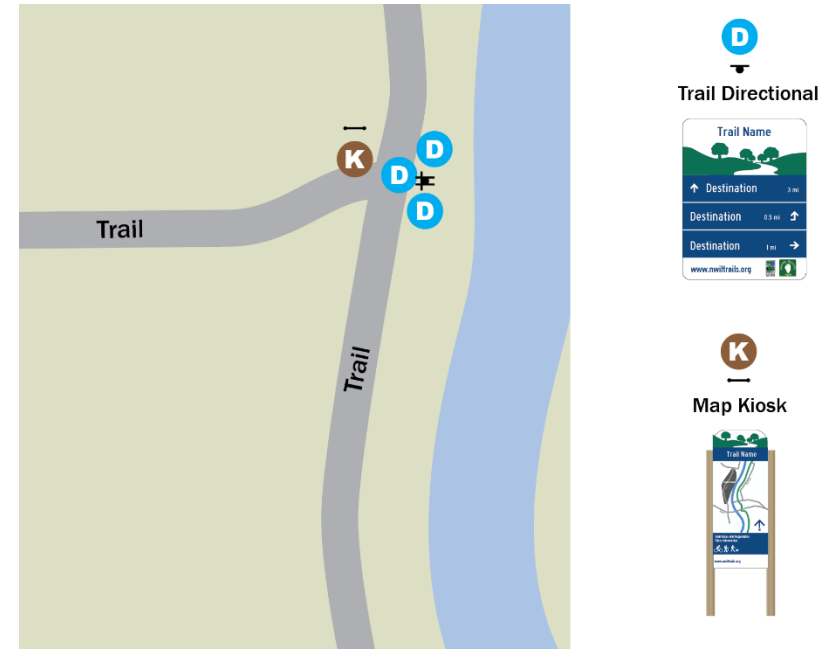 K
D
D
D
Trail
Trail
D
Trail Directional
Trail Name
↑ Destination 3 mi
Destination 0.5 mi
Destination 1 mi →
www.nwiltrails.org
K
Map Kiosk
Trail Name
www.nwiltrails.org